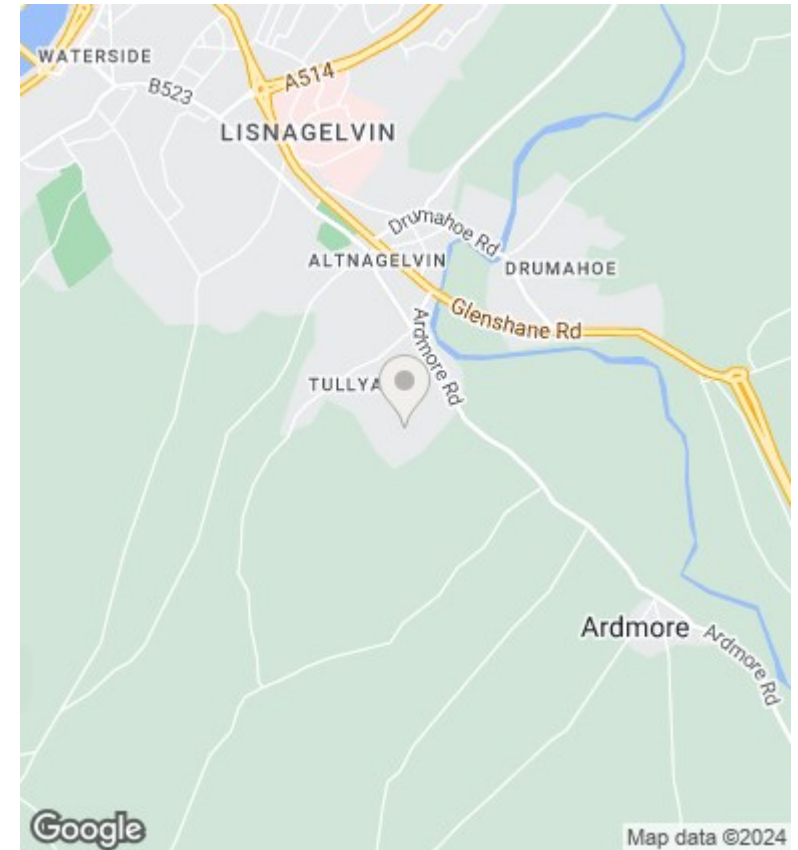 WATERSIDE
A514
B523
LISNAGELVIN
Drumahoe Rd
ALTNAGELVIN
DRUMAHOE
Glenshane Rd
Ardmore Rd
TULLYA
Ardmore
Ardmore Rd
Google
Map data ©2024